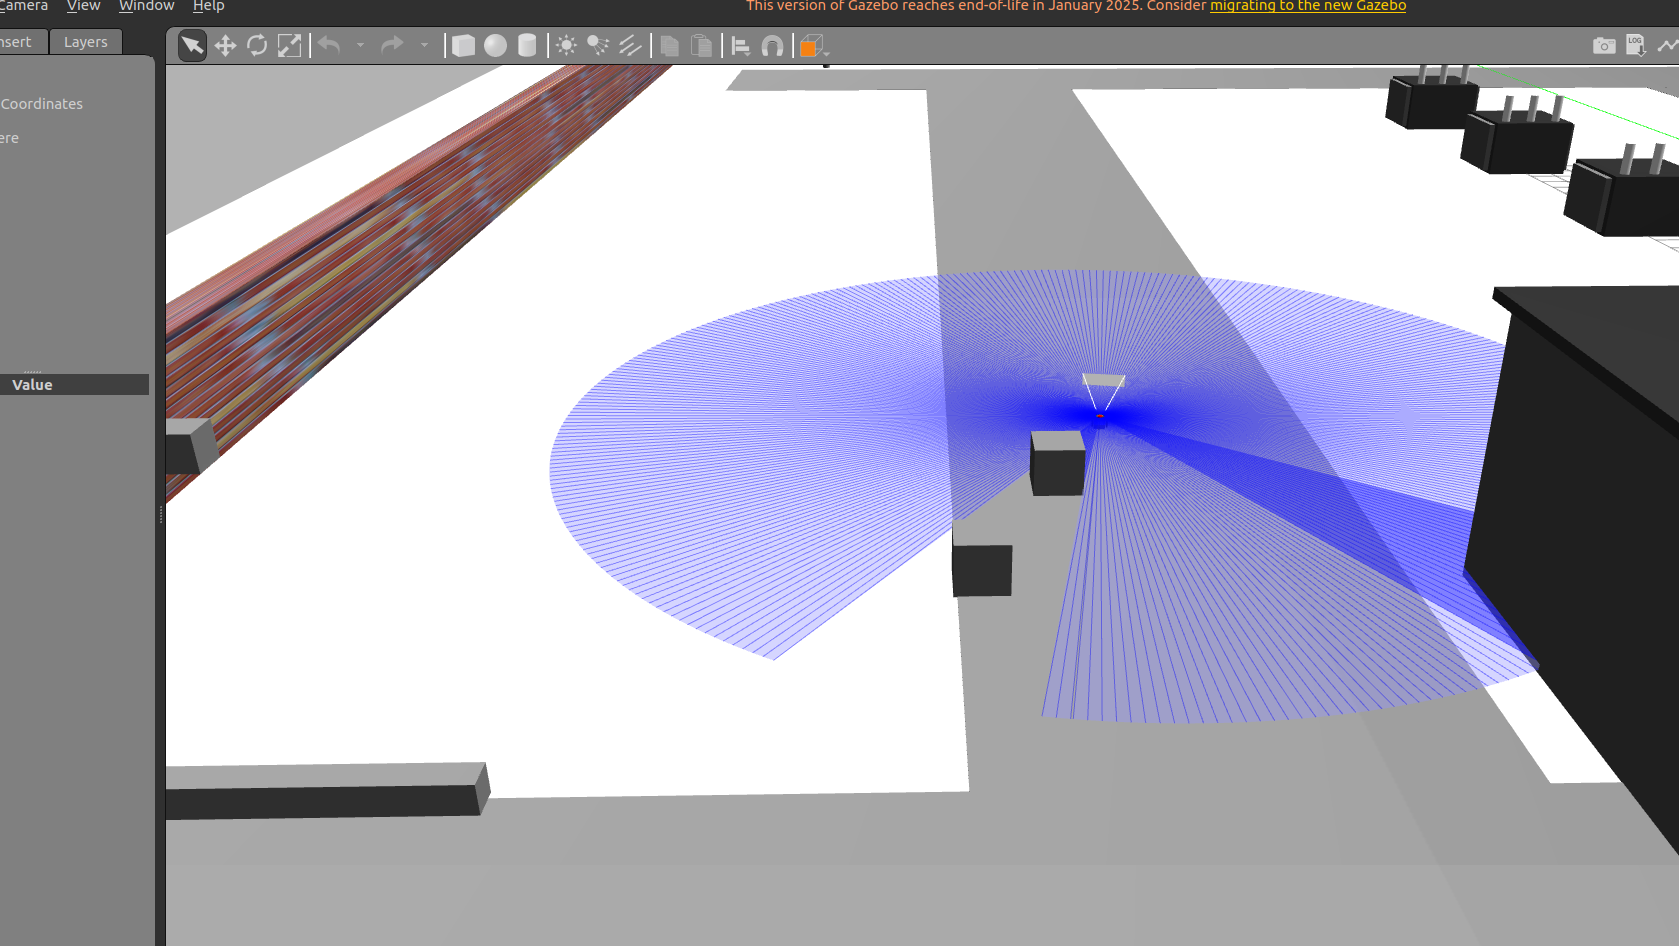 Camera View Window Help
This version of Gazebo reaches end-of-life in January 2025. Consider migrating to the new Gazebo
nsert Layers
LOG
Coordinates
ere
Value